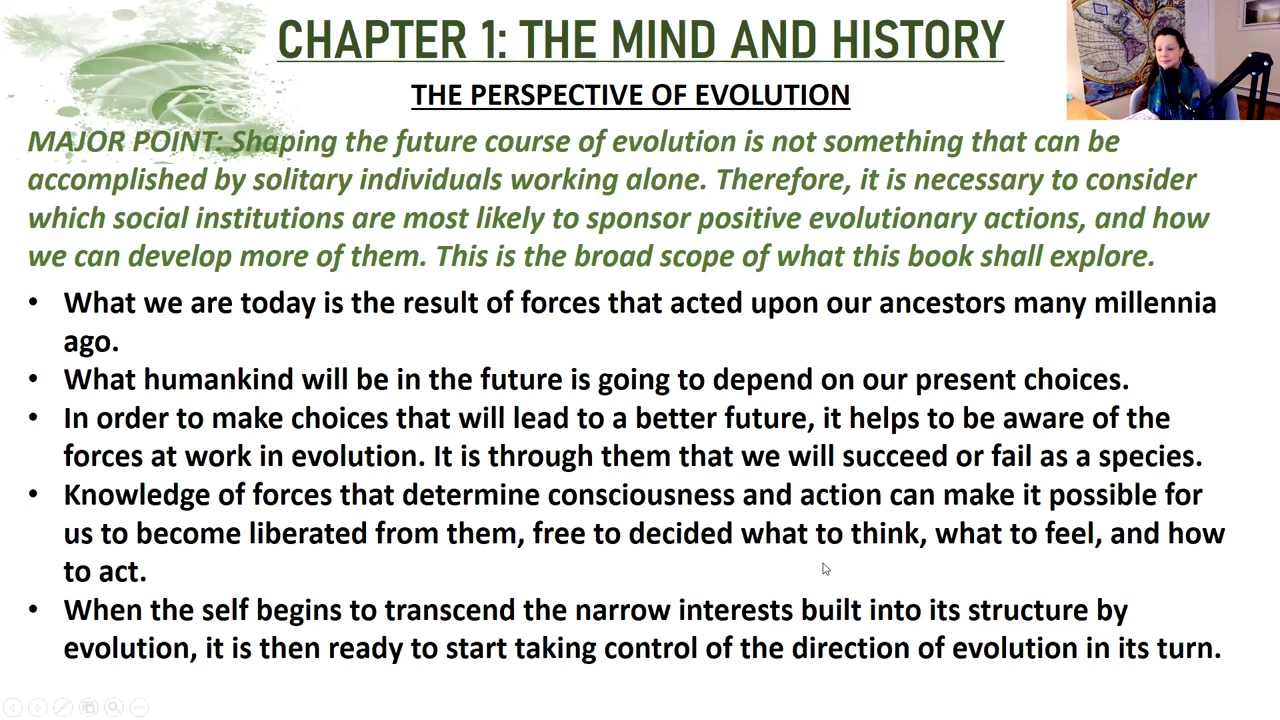 CHAPTER 1: THE MIND AND HISTORY
THE PERSPECTIVE OF EVOLUTION
MAJOR POINT: Shaping the future course of evolution is not something that can be
accomplished by solitary individuals working alone. Therefore, it is necessary to consider
which social institutions are most likely to sponsor positive evolutionary actions, and how
we can develop more of them. This is the broad scope of what this book shall explore.
• What we are today is the result of forces that acted upon our ancestors many millennia
ago.
• What humankind will be in the future is going to depend on our present choices.
• In order to make choices that will lead to a better future, it helps to be aware of the
forces at work in evolution. It is through them that we will succeed or fail as a species.
• Knowledge of forces that determine consciousness and action can make it possible for
us to become liberated from them, free to decided what to think, what to feel, and how
to act.
• When the self begins to transcend the narrow interests built into its structure by
evolution, it is then ready to start taking control of the direction of evolution in its turn.